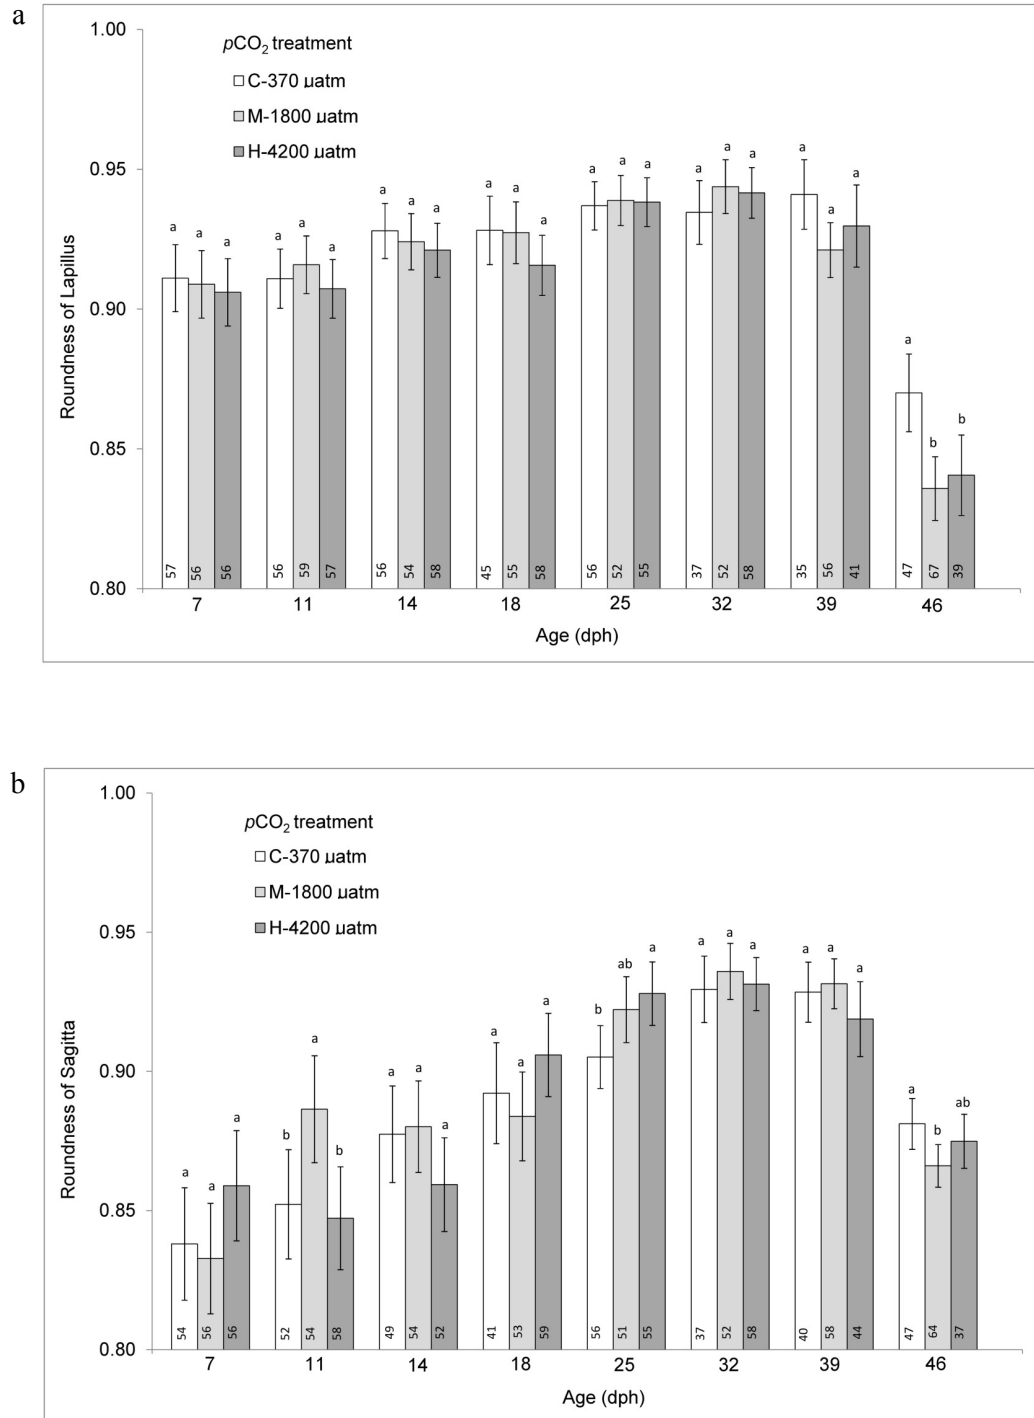 a
1.00
pCO2 treatment
C-370 µatm
M-1800 µatm
H-4200 µatm
0.95
0.90
0.85
0.80
Roundness of Lapillus
a a a a a a a a a a a a a a a a a a a a a a b b
57 56 56 56 59 57 56 54 58 45 55 58 56 52 55 37 52 58 35 56 41 47 67 39
7 11 14 18 25 32 39 46
Age (dph)
b
1.00
pCO2 treatment
C-370 µatm
M-1800 µatm
H-4200 µatm
0.95
0.90
0.85
0.80
Roundness of Sagitta
a a a b a b a a a a a a b ab a a a a a a a a b ab
54 56 56 52 54 58 49 54 52 41 53 59 56 51 55 37 52 58 40 58 44 47 64 37
7 11 14 18 25 32 39 46
Age (dph)